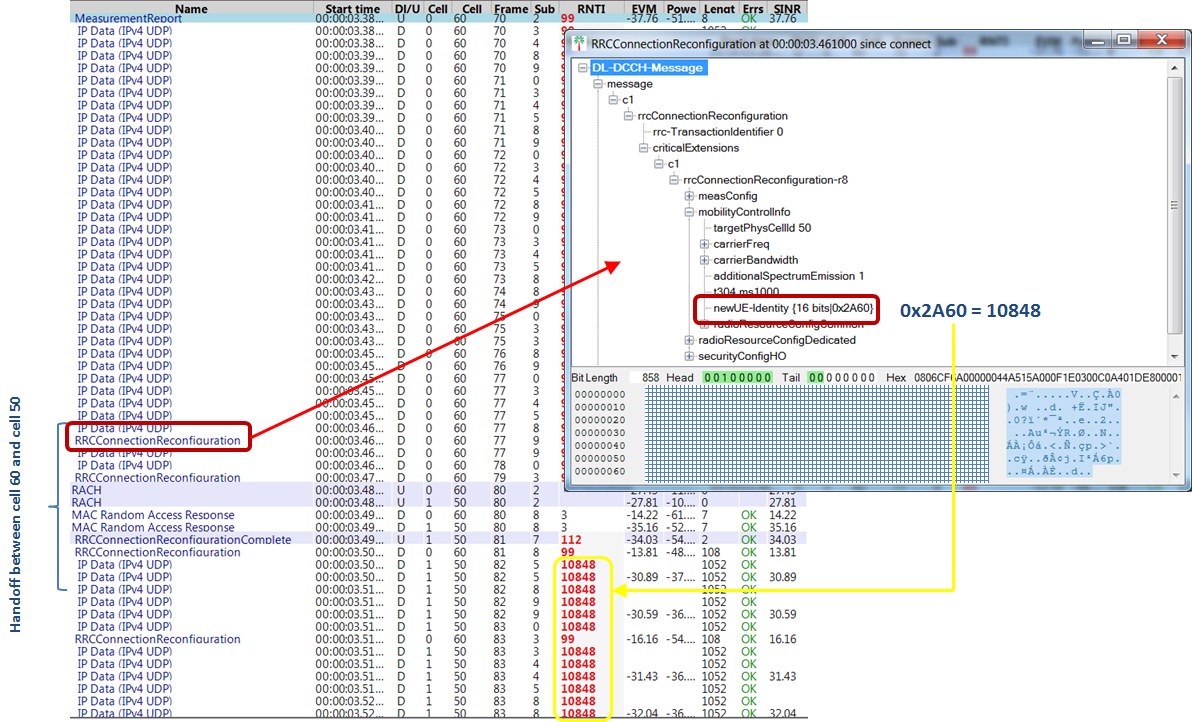 Name Start time Dl/U Cell Cell Frame Sub RNTI EVM Powe Lengt Errs SINR
MeasurementReport 00:00:03.38... U 0 60 70 2 99 -37.76 -51.... 8 OK 37.76
IP Data (IPv4 UDP) 00:00:03.38... D 0 60 70 3
IP Data (IPv4 UDP) 00:00:03.38... D 0 60 70 4
IP Data (IPv4 UDP) 00:00:03.39... D 0 60 70 8
IP Data (IPv4 UDP) 00:00:03.39... D 0 60 70 9
IP Data (IPv4 UDP) 00:00:03.39... D 0 60 71 0
IP Data (IPv4 UDP) 00:00:03.39... D 0 60 71 3
IP Data (IPv4 UDP) 00:00:03.39... D 0 60 71 4
IP Data (IPv4 UDP) 00:00:03.39... D 0 60 71 5
IP Data (IPv4 UDP) 00:00:03.40... D 0 60 71 8
IP Data (IPv4 UDP) 00:00:03.40... D 0 60 71 9
IP Data (IPv4 UDP) 00:00:03.40... D 0 60 72 0
IP Data (IPv4 UDP) 00:00:03.40... D 0 60 72 3
IP Data (IPv4 UDP) 00:00:03.40... D 0 60 72 4
IP Data (IPv4 UDP) 00:00:03.40... D 0 60 72 5
IP Data (IPv4 UDP) 00:00:03.41... D 0 60 72 8
IP Data (IPv4 UDP) 00:00:03.41... D 0 60 72 9
IP Data (IPv4 UDP) 00:00:03.41... D 0 60 73 0
IP Data (IPv4 UDP) 00:00:03.41... D 0 60 73 3
IP Data (IPv4 UDP) 00:00:03.41... D 0 60 73 4
IP Data (IPv4 UDP) 00:00:03.41... D 0 60 73 5
IP Data (IPv4 UDP) 00:00:03.42... D 0 60 73 8
IP Data (IPv4 UDP) 00:00:03.43... D 0 60 74 8
IP Data (IPv4 UDP) 00:00:03.43... D 0 60 74 9
IP Data (IPv4 UDP) 00:00:03.43... D 0 60 75 0
IP Data (IPv4 UDP) 00:00:03.43... D 0 60 75 3
IP Data (IPv4 UDP) 00:00:03.43... D 0 60 75
IP Data (IPv4 UDP) 00:00:03.45... D 0 60 76 8
IP Data (IPv4 UDP) 00:00:03.45... D 0 60 76 9
IP Data (IPv4 UDP) 00:00:03.45... D 0 60 77 0
IP Data (IPv4 UDP) 00:00:03.45... D 0 60 77 3
IP Data (IPv4 UDP) 00:00:03.45... D 0 60 77 4
IP Data (IPv4 UDP) 00:00:03.45... D 0 60 77 5
IP Data (IPv4 UDP) 00:00:03.46... D 0 60 77 8
RRCConnectionReconfiguration 00:00:03.46... D 0 60 77 9
IP Data (IPv4 UDP) 00:00:03.46... D 0 60 77 9
IP Data (IPv4 UDP) 00:00:03.46... D 0 60 78 0
RRCConnectionReconfiguration 00:00:03.47... D 0 60 79 3
RACH 00:00:03.48... U 0 60 80 2 -27.45 0 27.45
RACH 00:00:03.48... U 1 50 80 2 -27.81 -10.... 0 27.81
MAC Random Access Response 00:00:03.49... D 0 60 80 8 3 -14.22 -61.... 7 OK 14.22
MAC Random Access Response 00:00:03.49... D 1 50 80 8 3 -35.16 -52.... 7 OK 35.16
RRCConnectionReconfigurationComplete 00:00:03.49... U 1 50 81 7 112 -34.03 -54.... 2 OK 34.03
RRCConnectionReconfiguration 00:00:03.50... D 0 60 81 8 99 -13.81 -48.... 108 OK 13.81
IP Data (IPv4 UDP) 00:00:03.50... D 1 50 82 5 10848 1052 OK
IP Data (IPv4 UDP) 00:00:03.50... D 1 50 82 5 10848 -30.89 -37.... 1052 OK 30.89
IP Data (IPv4 UDP) 00:00:03.51... D 1 50 82 8 10848 1052 OK
IP Data (IPv4 UDP) 00:00:03.51... D 1 50 82 9 10848 1052 OK
IP Data (IPv4 UDP) 00:00:03.51... D 1 50 82 9 10848 -30.59 -36.... 1052 OK 30.59
IP Data (IPv4 UDP) 00:00:03.51... D 1 50 83 0 10848 1052 OK
RRCConnectionReconfiguration 00:00:03.51... D 0 60 83 3 99 -16.16 -54.... 108 OK 16.16
IP Data (IPv4 UDP) 00:00:03.51... D 1 50 83 3 10848 1052 OK
IP Data (IPv4 UDP) 00:00:03.51... D 1 50 83 4 10848 1052 OK
IP Data (IPv4 UDP) 00:00:03.51... D 1 50 83 4 10848 -31.43 -36.... 1052 OK 31.43
IP Data (IPv4 UDP) 00:00:03.51... D 1 50 83 5 10848 1052 OK
IP Data (IPv4 UDP) 00:00:03.52... D 1 50 83 8 10848 1052 OK
IP Data (IPv4 UDP) 00:00:03.52... D 1 50 83 8 10848 -32.04 -36.... 1052 OK 32.04
Handoff between cell 60 and cell 50
RRCConnectionReconfiguration at 00:00:03.461000 since connect
DL-DCCH-Message
message
c1
rrcConnectionReconfiguration
rrc-TransactionIdentifier 0
criticalExtensions
c1
rrcConnectionReconfiguration-r8
measConfig
mobilityControlInfo
targetPhysCellId 50
carrierFreq
carrierBandwidth
additionalSpectrumEmission 1
t304 ms1000
newUE-Identity {16 bits|0x2A60}
radioResourceConfigCommon
radioResourceConfigDedicated
securityConfigHO
0x2A60 = 10848
Bit Length 858 Head 00100000 Tail 00000000 Hex 0806CF6A00000044A515A000F1E0300C0A401DE800001
00000000
00000010
00000020
00000030
00000040
00000050
00000060